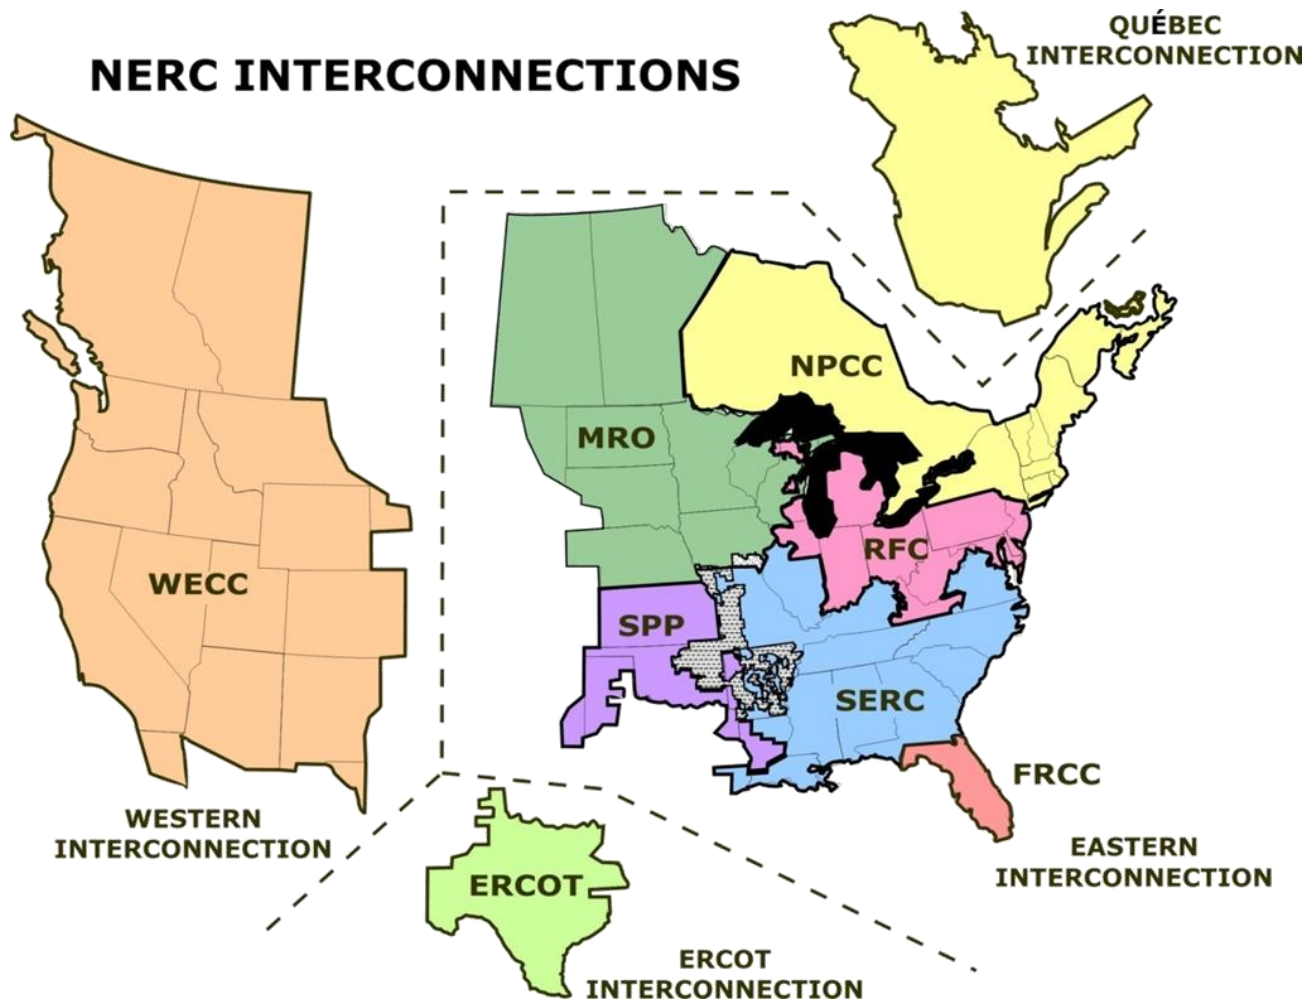 QUÉBEC
INTERCONNECTION
NERC INTERCONNECTIONS
NPCC
MRO
RFC
WECC
SPP
SERC
FRCC
WESTERN
INTERCONNECTION
EASTERN
INTERCONNECTION
ERCOT
ERCOT
INTERCONNECTION